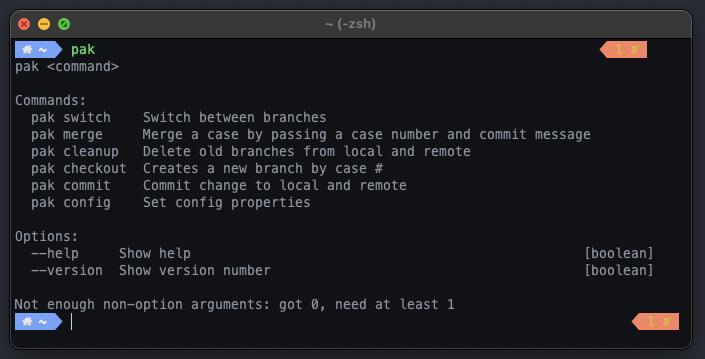 ~ (-zsh)
~ pak 1 ✘
pak <command>
Commands:
pak switch Switch between branches
pak merge Merge a case by passing a case number and commit message
pak cleanup Delete old branches from local and remote
pak checkout Creates a new branch by case #
pak commit Commit change to local and remote
pak config Set config properties
Options:
--help Show help [boolean]
--version Show version number [boolean]
Not enough non-option arguments: got 0, need at least 1
~ 1 ✘